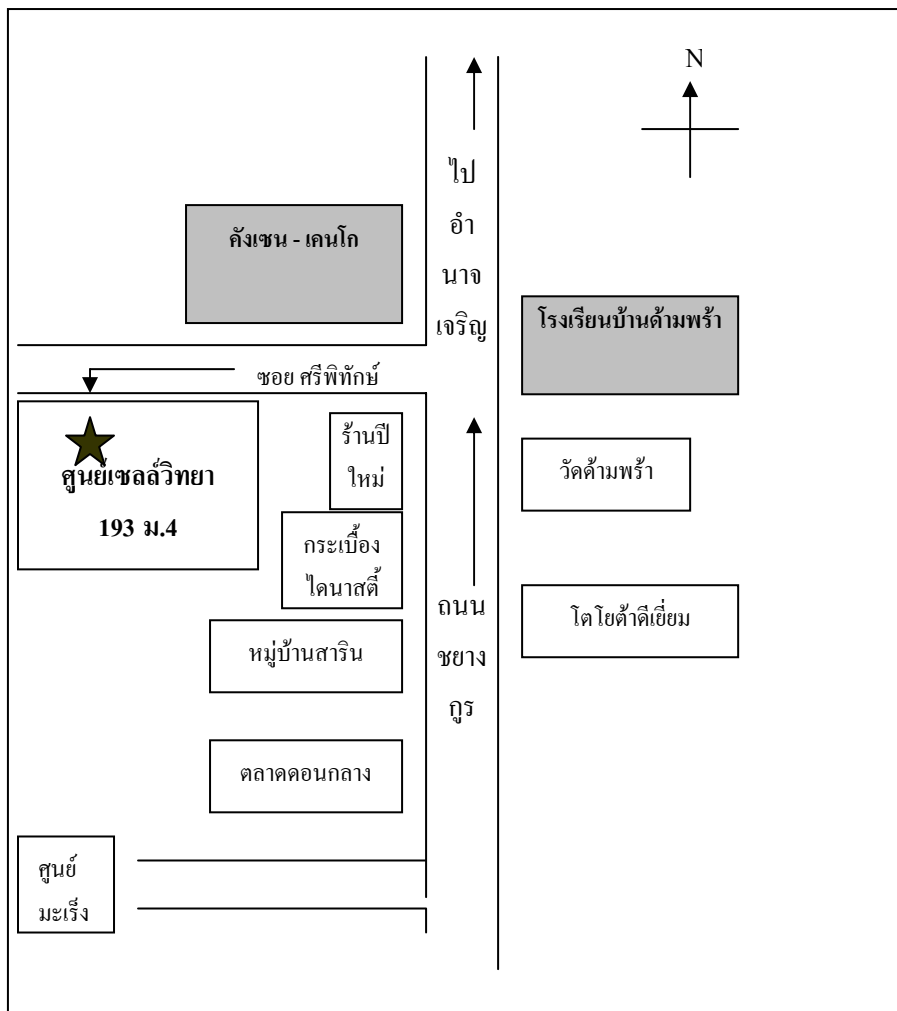 N
ไป
อำ
นาจ
เจริญ
คังเซน - เคนโก
โรงเรียนบ้านด้ามพร้า
ซอย ศรีพิทักษ์
ศูนย์เซลล์วิทยา
193 ม.4
ร้านปี
ใหม่
วัดด้ามพร้า
กระเบื้อง
ไดนาสตี้
ถนน
ชยาง
กูร
โตโยต้าดีเยี่ยม
หมู่บ้านสาริน
ตลาดดอนกลาง
ศูนย์
มะเร็ง